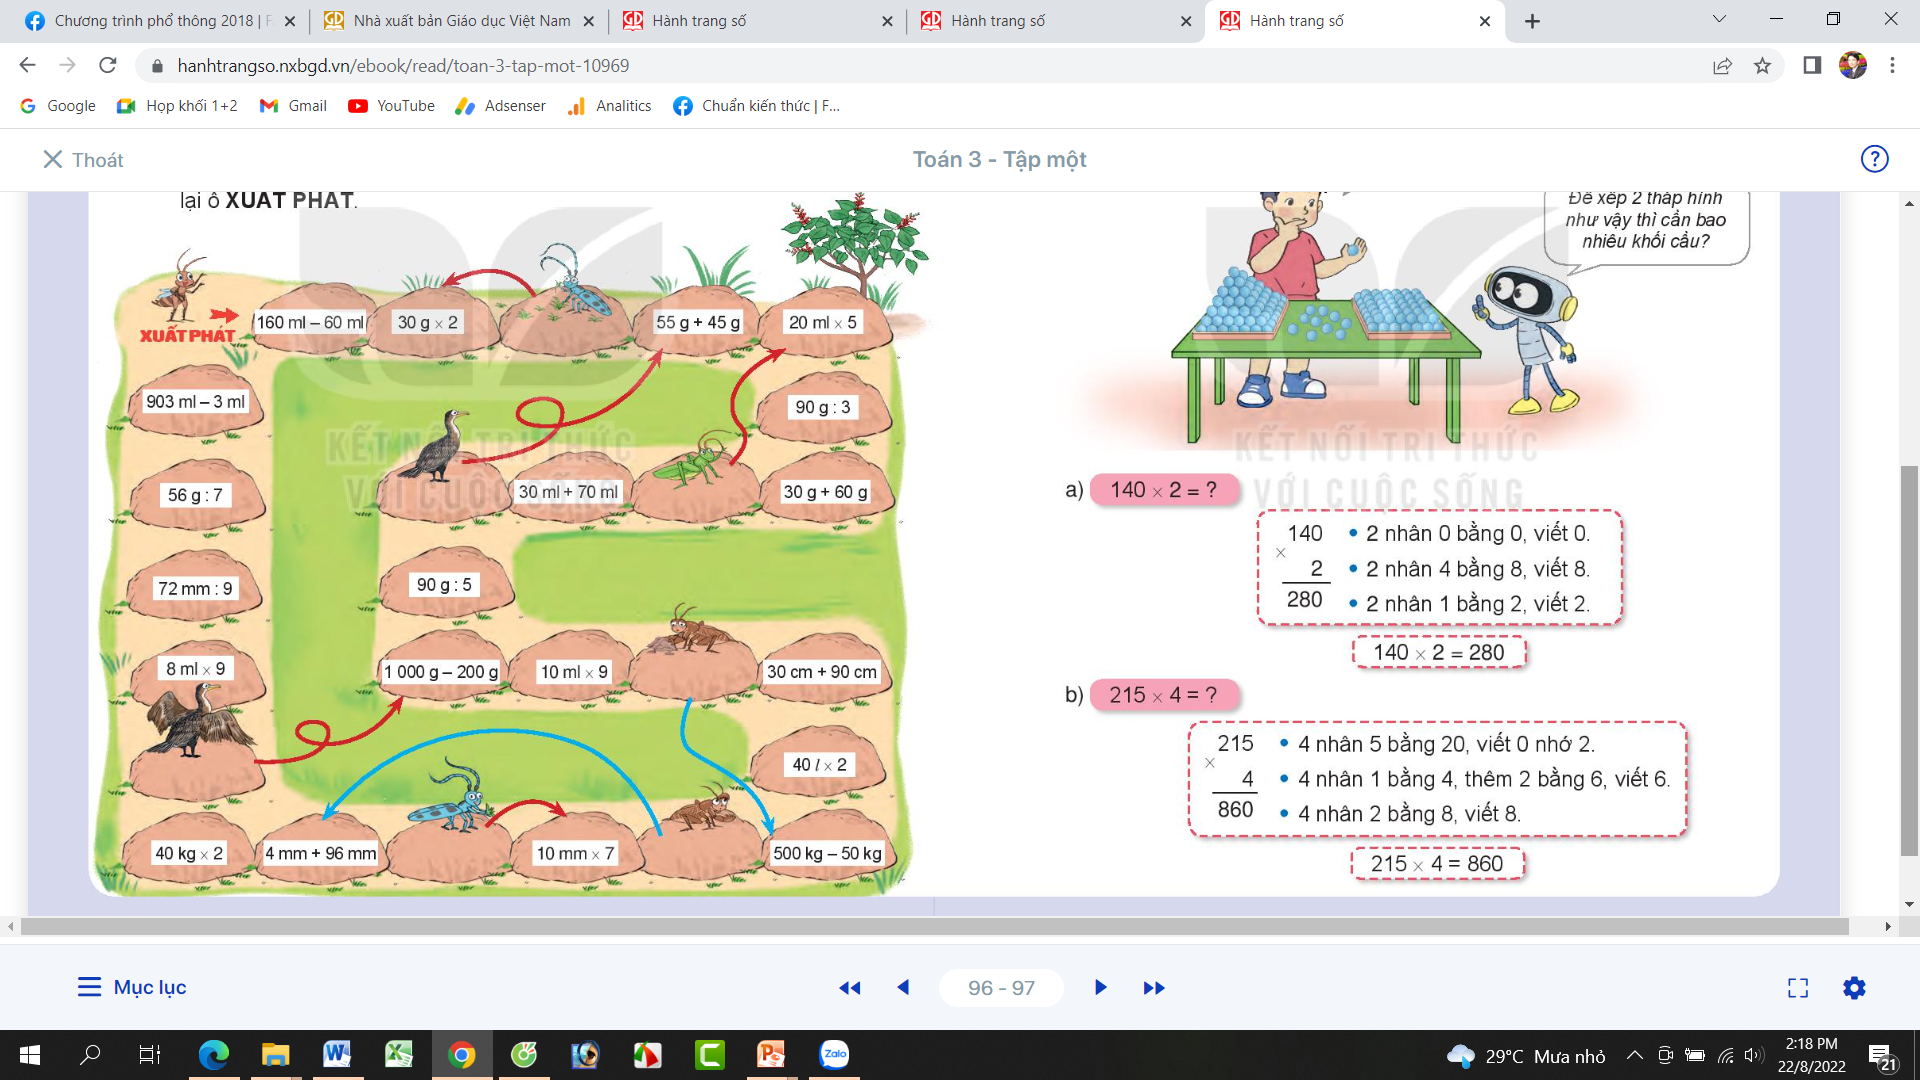 Chương trình phổ thông 2018 | F
Nhà xuất bản Giáo dục Việt Nam
Hành trang số
Hành trang số
Hành trang số
hanhtrangso.nxbgd.vn/ebook/read/toan-3-tap-mot-10969
Google
Họp khối 1+2
Gmail
YouTube
Adsenser
Analitics
Chuẩn kiến thức | F...
Thoát
Toán 3 - Tập một
?
lại ô XUẤT PHÁT.
XUẤT PHÁT
160 ml – 60 ml
30 g × 2
55 g + 45 g
20 ml × 5
903 ml – 3 ml
90 g : 3
56 g : 7
30 ml + 70 ml
30 g + 60 g
72 mm : 9
90 g : 5
8 ml × 9
1 000 g – 200 g
10 ml × 9
30 cm + 90 cm
40 l × 2
40 kg × 2
4 mm + 96 mm
10 mm × 7
500 kg – 50 kg
KẾT NỐI TRI THỨC
VỚI CUỘC SỐNG
Để xếp 2 tháp hình
như vậy thì cần bao
nhiêu khối cầu?
KẾT NỐI TRI THỨC
VỚI CUỘC SỐNG
a) 140 × 2 = ?
140
×
2
280
• 2 nhân 0 bằng 0, viết 0.
• 2 nhân 4 bằng 8, viết 8.
• 2 nhân 1 bằng 2, viết 2.
140 × 2 = 280
b) 215 × 4 = ?
215
×
4
860
• 4 nhân 5 bằng 20, viết 0 nhớ 2.
• 4 nhân 1 bằng 4, thêm 2 bằng 6, viết 6.
• 4 nhân 2 bằng 8, viết 8.
215 × 4 = 860
Mục lục
96 - 97
Zalo
29°C Mưa nhỏ
2:18 PM
22/8/2022
21